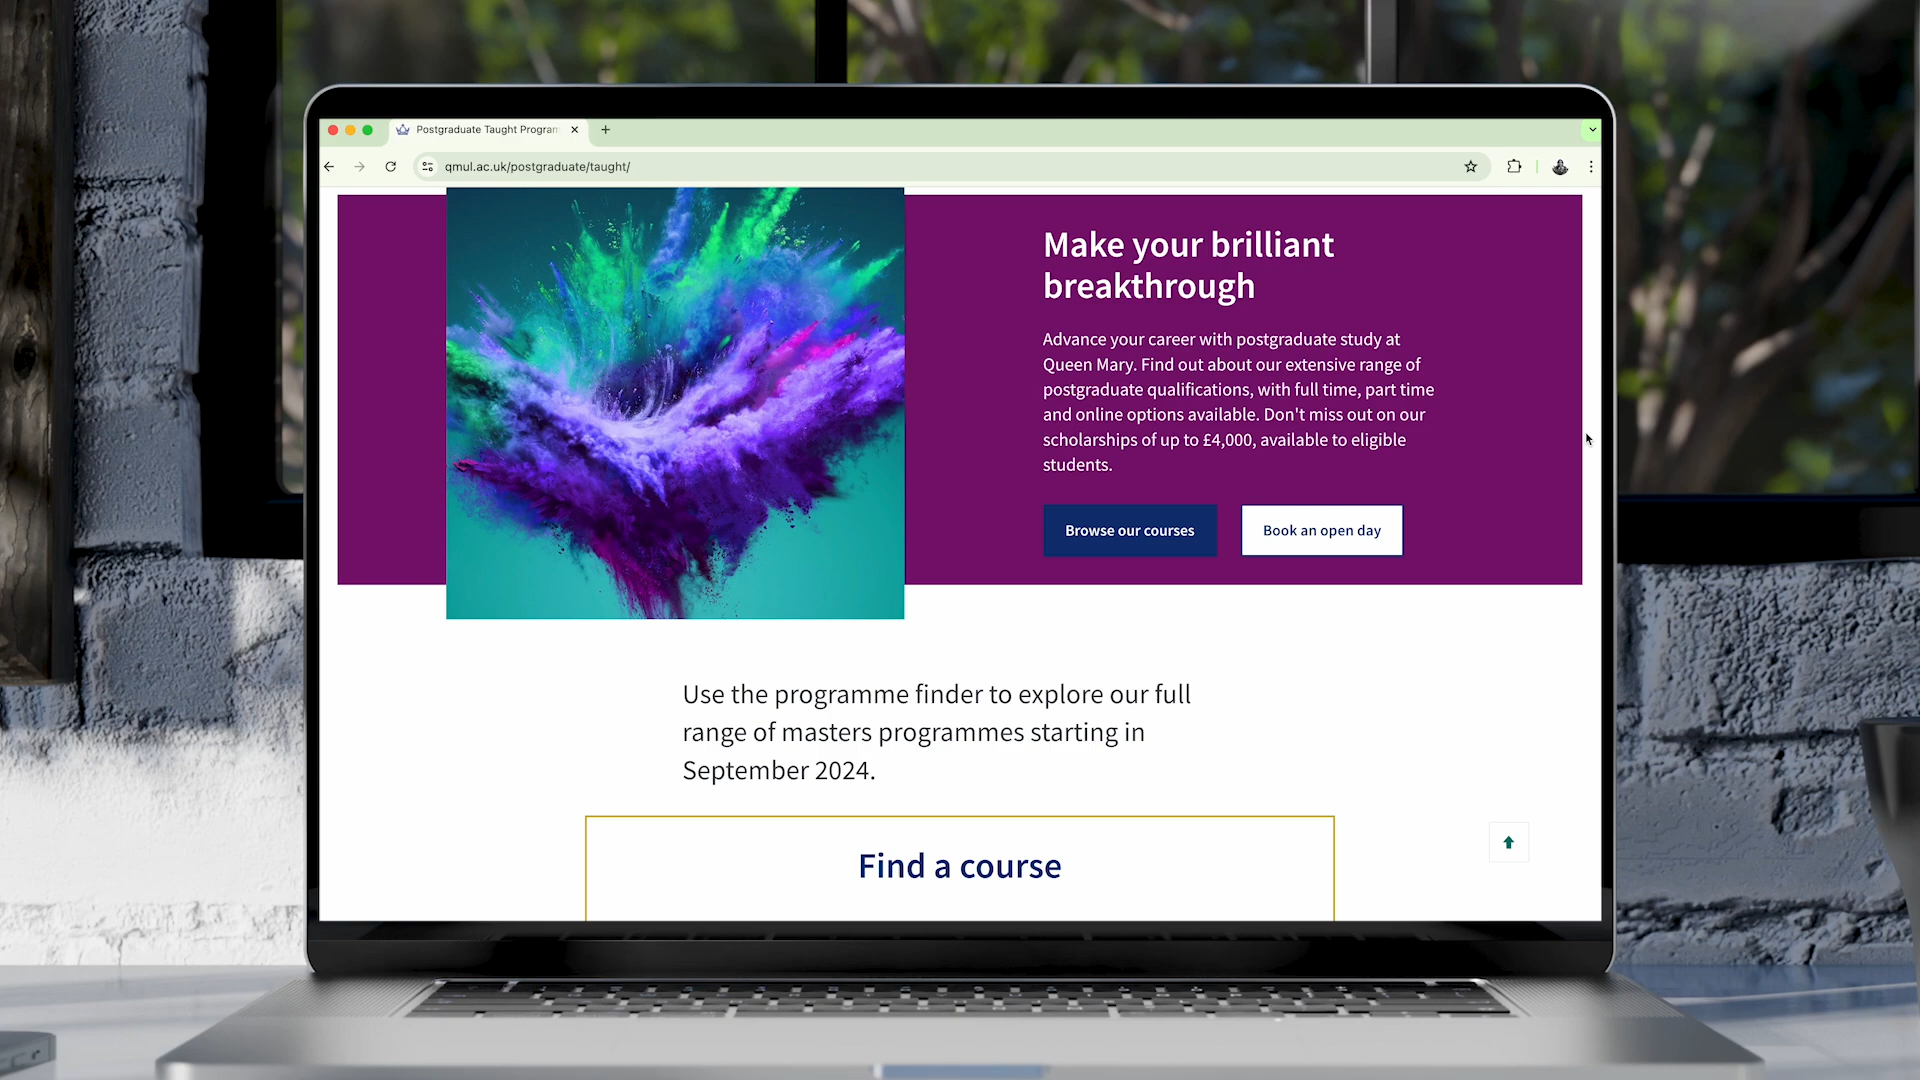 Postgraduate Taught Program
qmul.ac.uk/postgraduate/taught/
Make your brilliant
breakthrough
Advance your career with postgraduate study at
Queen Mary. Find out about our extensive range of
postgraduate qualifications, with full time, part time
and online options available. Don't miss out on our
scholarships of up to £4,000, available to eligible
students.
Browse our courses
Book an open day
Use the programme finder to explore our full
range of masters programmes starting in
September 2024.
Find a course